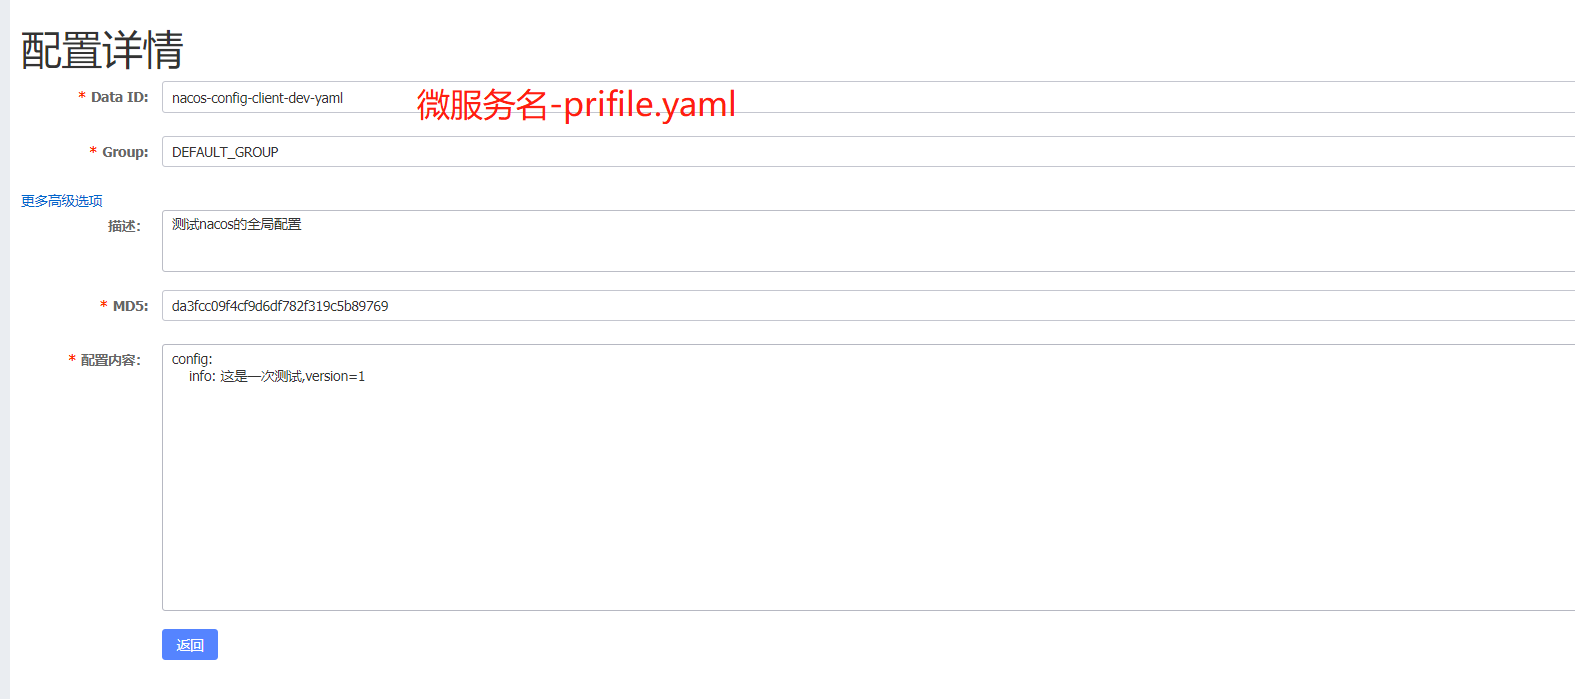 配置详情
* Data ID: nacos-config-client-dev-yaml 微服务名-prifile.yaml
* Group: DEFAULT_GROUP
更多高级选项
描述: 测试nacos的全局配置
* MD5: da3fcc09f4cf9d6df782f319c5b89769
* 配置内容: config:
info: 这是一次测试,version=1
返回